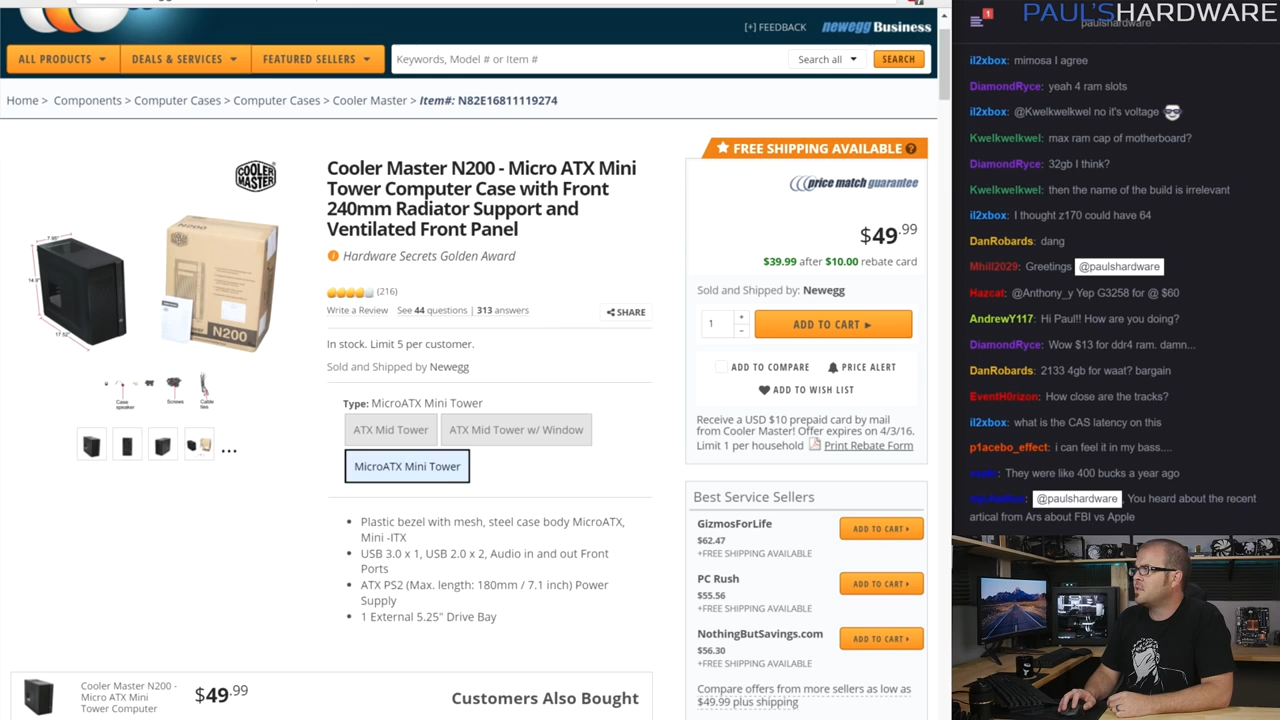 [+] FEEDBACK
newegg Business
ALL PRODUCTS
DEALS & SERVICES
FEATURED SELLERS
Keywords, Model # or Item #
Search all
SEARCH
Home > Components > Computer Cases > Computer Cases > Cooler Master > Item#: N82E16811119274
COOLER MASTER
N200
Case speaker
Screws
Cable ties
...
Cooler Master N200 - Micro ATX Mini
Tower Computer Case with Front
240mm Radiator Support and
Ventilated Front Panel
Hardware Secrets Golden Award
(216)
Write a Review See 44 questions | 313 answers
SHARE
In stock. Limit 5 per customer.
Sold and Shipped by Newegg
Type: MicroATX Mini Tower
ATX Mid Tower
ATX Mid Tower w/ Window
MicroATX Mini Tower
• Plastic bezel with mesh, steel case body MicroATX,
Mini -ITX
• USB 3.0 x 1, USB 2.0 x 2, Audio in and out Front
Ports
• ATX PS2 (Max. length: 180mm / 7.1 inch) Power
Supply
• 1 External 5.25" Drive Bay
Cooler Master N200 -
Micro ATX Mini
Tower Computer
$49.99
Customers Also Bought
FREE SHIPPING AVAILABLE
price match guarantee
$49.99
$39.99 after $10.00 rebate card
Sold and Shipped by: Newegg
1
ADD TO CART
ADD TO COMPARE
PRICE ALERT
ADD TO WISH LIST
Receive a USD $10 prepaid card by mail
from Cooler Master! Offer expires on 4/3/16.
Limit 1 per household Print Rebate Form
Best Service Sellers
GizmosForLife
$62.47
+FREE SHIPPING AVAILABLE
ADD TO CART
PC Rush
$55.56
+FREE SHIPPING AVAILABLE
ADD TO CART
NothingButSavings.com
$56.30
+FREE SHIPPING AVAILABLE
ADD TO CART
Compare offers from more sellers as low as
$49.99 plus shipping
1
PAUL'SHARDWARE
paulshardware
il2xbox: mimosa I agree
DiamondRyce: yeah 4 ram slots
il2xbox: @Kwelkwelkwel no it's voltage
Kwelkwelkwel: max ram cap of motherboard?
DiamondRyce: 32gb I think?
Kwelkwelkwel: then the name of the build is irrelevant
il2xbox: I thought z170 could have 64
DanRobards: dang
Mhill2029: Greetings @paulshardware
Hazcat: @Anthony_y Yep G3258 for @ $60
AndrewY117: Hi Paul!! How are you doing?
DiamondRyce: Wow $13 for ddr4 ram. damn...
DanRobards: 2133 4gb for waat? bargain
EventH0rizon: How close are the tracks?
il2xbox: what is the CAS latency on this
p1acebo_effect: i can feel it in my bass....
They were like 400 bucks a year ago
@paulshardware, You heard about the recent
artical from Ars about FBI vs Apple